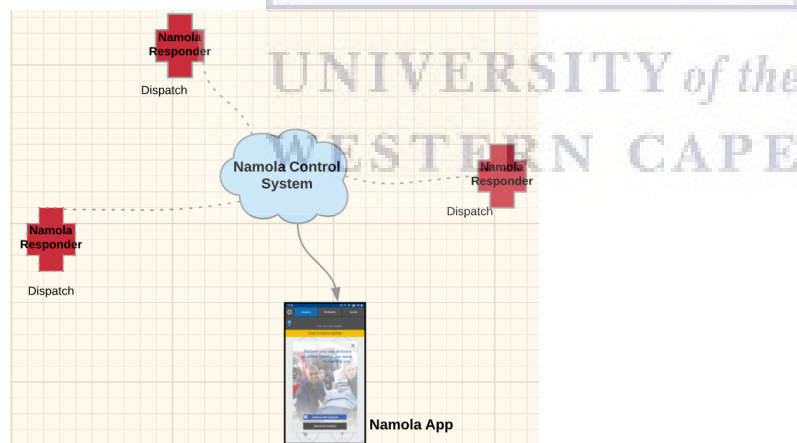 Namola
Responder
Dispatch
UNIVERSITY of the
WESTERN CAPE
Namola Control
System
Namola
Responder
Dispatch
Namola
Responder
Dispatch
Namola App